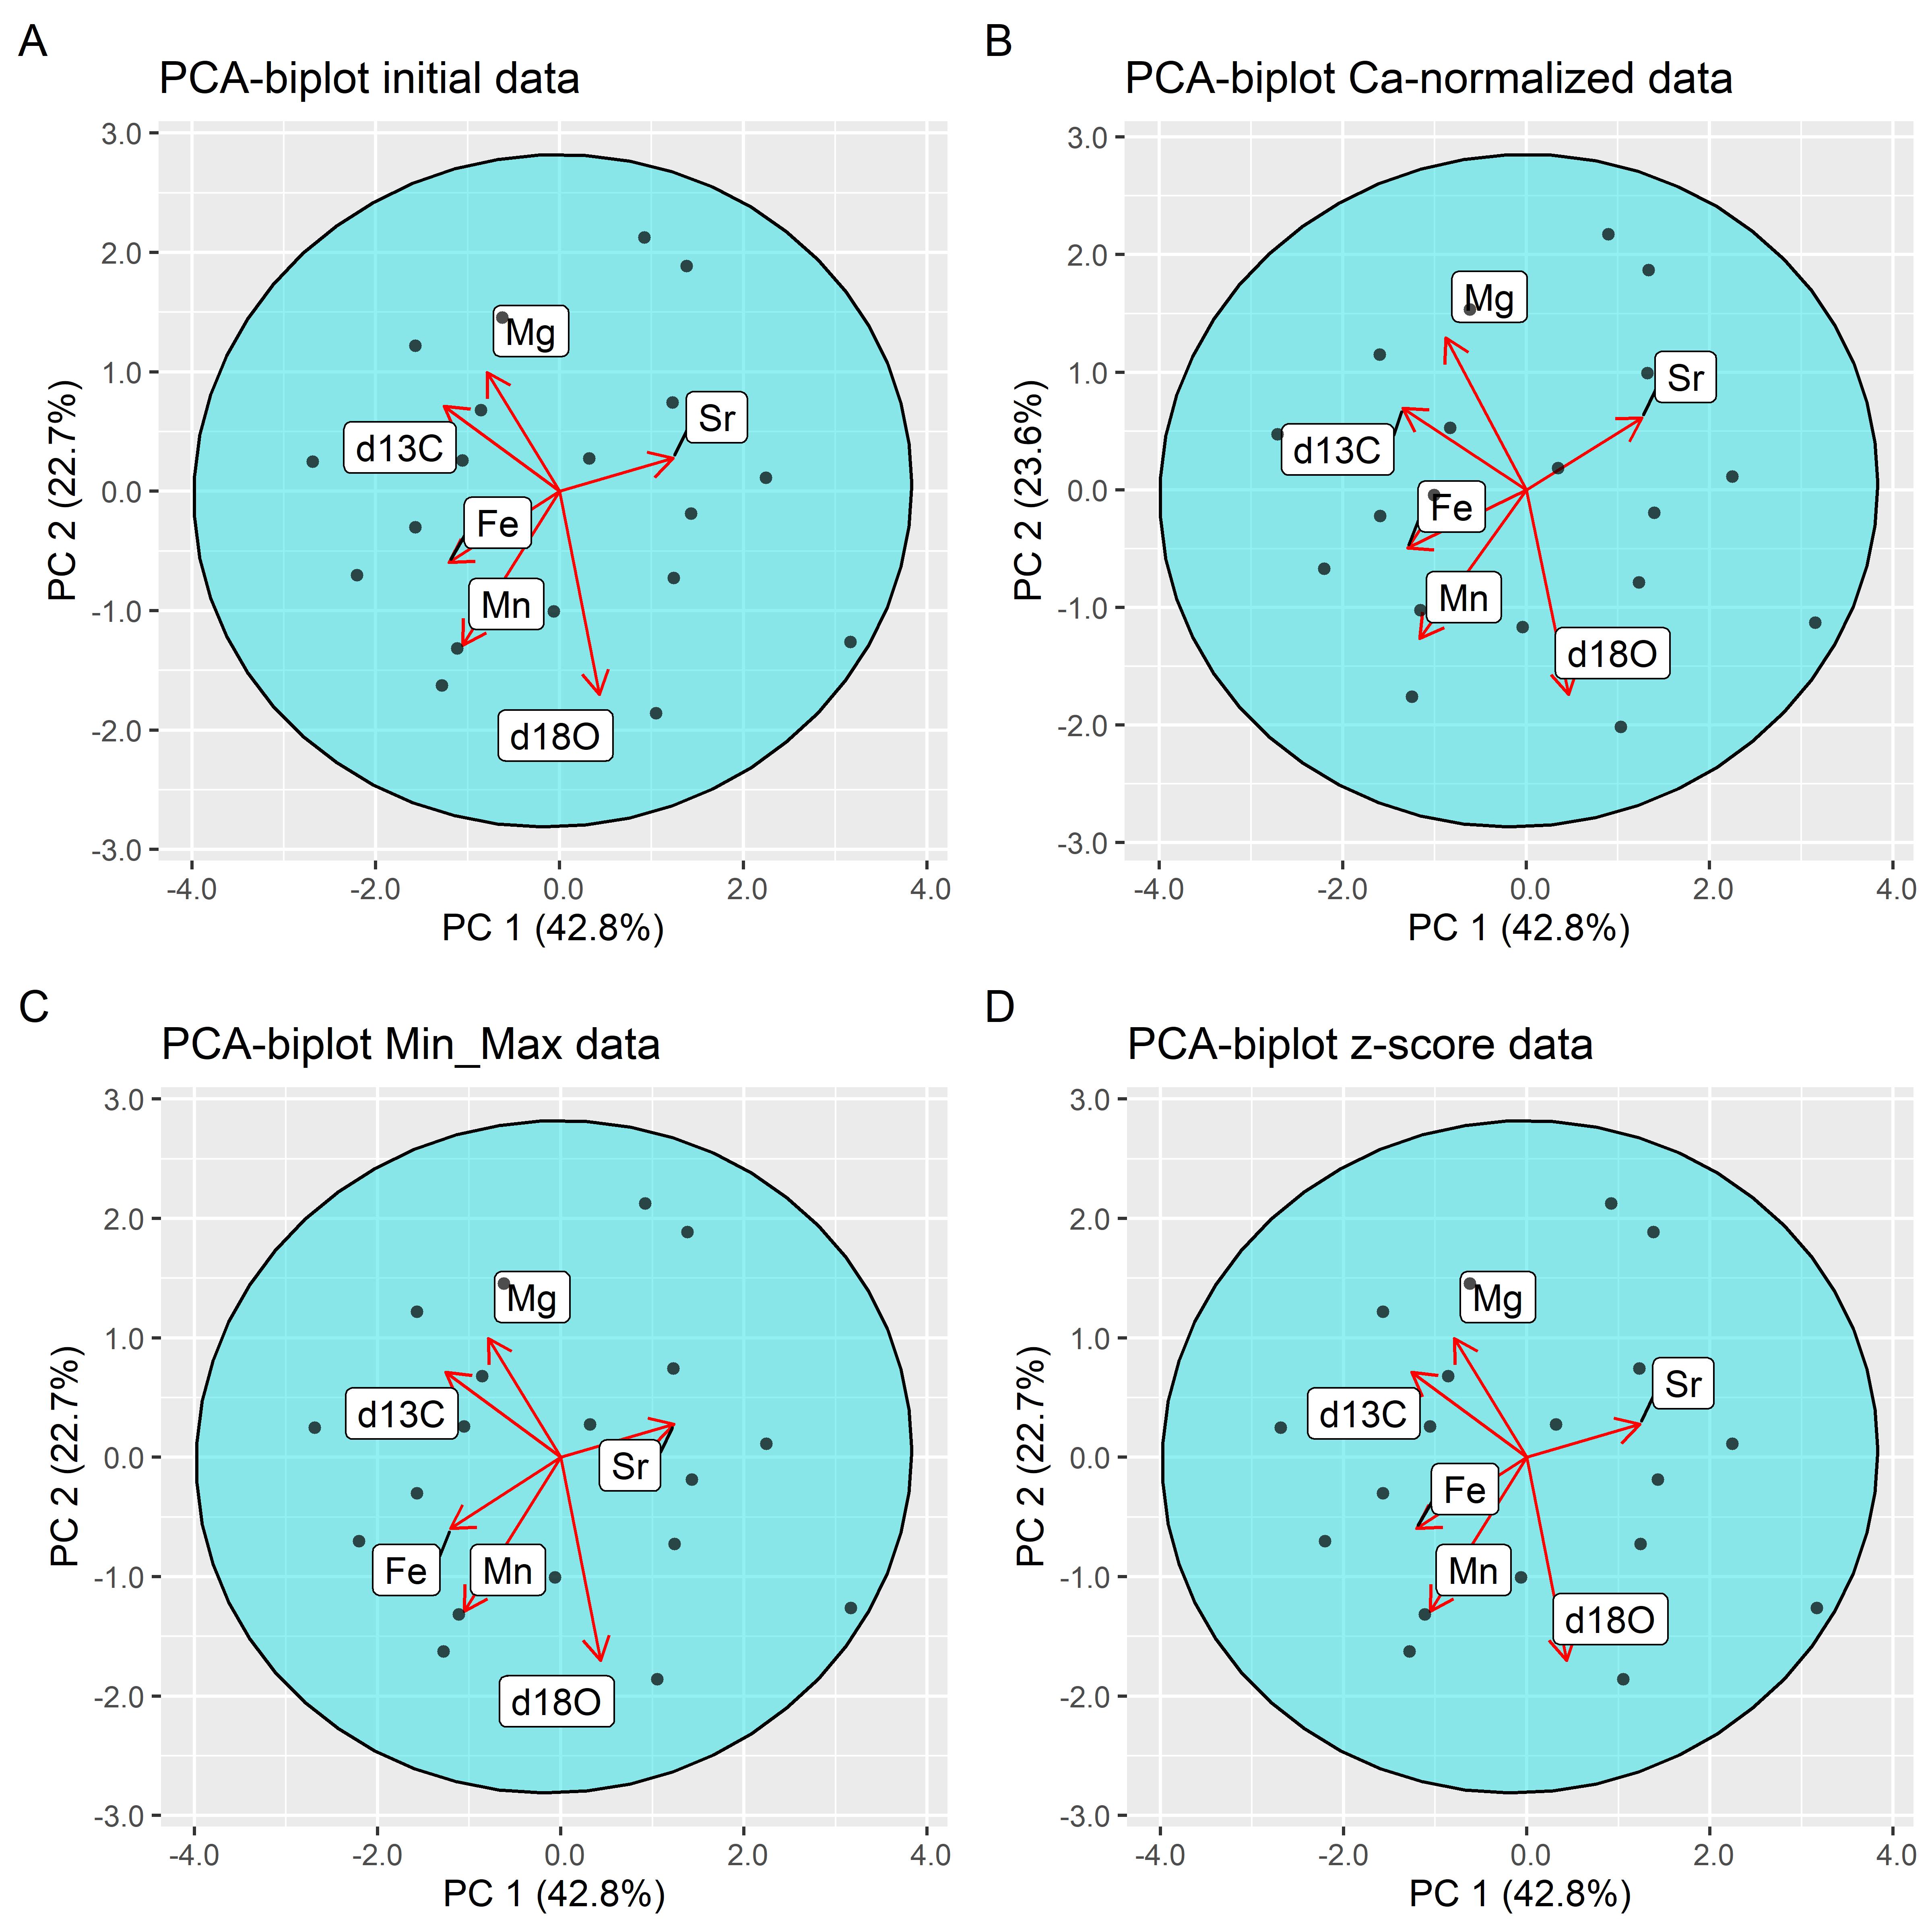 A
PCA-biplot initial data
3.0
2.0
1.0
0.0
-1.0
-2.0
-3.0
PC 2 (22.7%)
Mg
Sr
d13C
Fe
Mn
d18O
-4.0 -2.0 0.0 2.0 4.0
PC 1 (42.8%)
B
PCA-biplot Ca-normalized data
3.0
2.0
1.0
0.0
-1.0
-2.0
-3.0
PC 2 (23.6%)
Mg
Sr
d13C
Fe
Mn
d18O
-4.0 -2.0 0.0 2.0 4.0
PC 1 (42.8%)
C
PCA-biplot Min_Max data
3.0
2.0
1.0
0.0
-1.0
-2.0
-3.0
PC 2 (22.7%)
Mg
d13C
Sr
Fe
Mn
d18O
-4.0 -2.0 0.0 2.0 4.0
PC 1 (42.8%)
D
PCA-biplot z-score data
3.0
2.0
1.0
0.0
-1.0
-2.0
-3.0
PC 2 (22.7%)
Mg
Sr
d13C
Fe
Mn
d18O
-4.0 -2.0 0.0 2.0 4.0
PC 1 (42.8%)